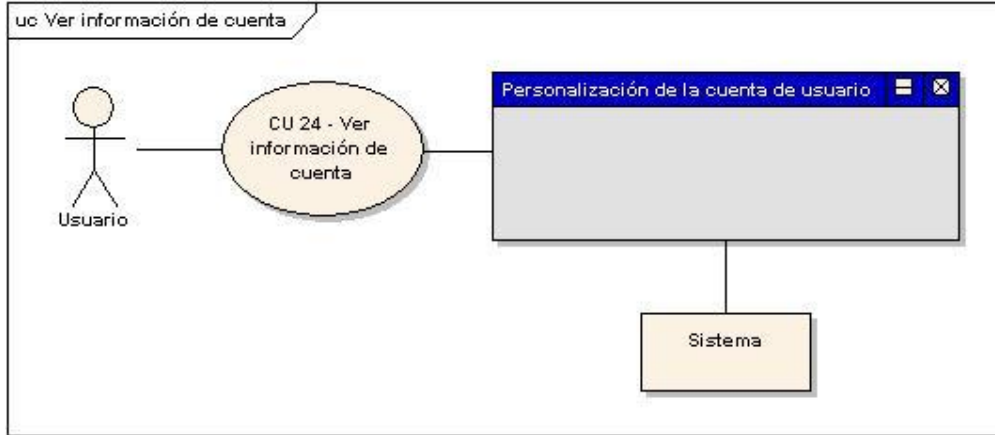 uc Ver información de cuenta
Personalización de la cuenta de usuario
CU 24 - Ver
información de
cuenta
Usuario
Sistema